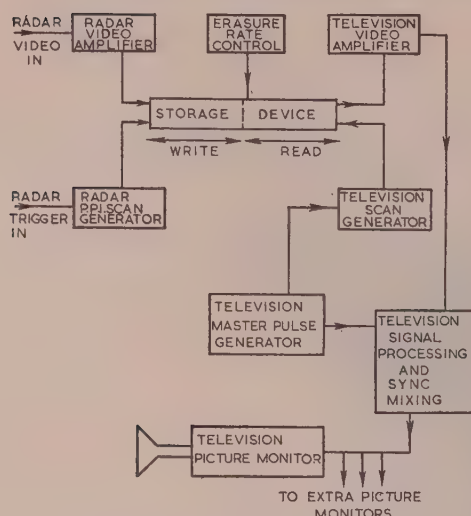 RADAR
VIDEO
IN
RADAR
VIDEO
AMPLIFIER
ERASURE
RATE
CONTROL
TELEVISION
VIDEO
AMPLIFIER
STORAGE DEVICE
WRITE READ
RADAR
TRIGGER
IN
RADAR
P.P.I. SCAN
GENERATOR
TELEVISION
SCAN
GENERATOR
TELEVISION
MASTER PULSE
GENERATOR
TELEVISION
SIGNAL
PROCESSING
AND
SYNC
MIXING
TELEVISION
PICTURE MONITOR
TO EXTRA PICTURE
MONITORS